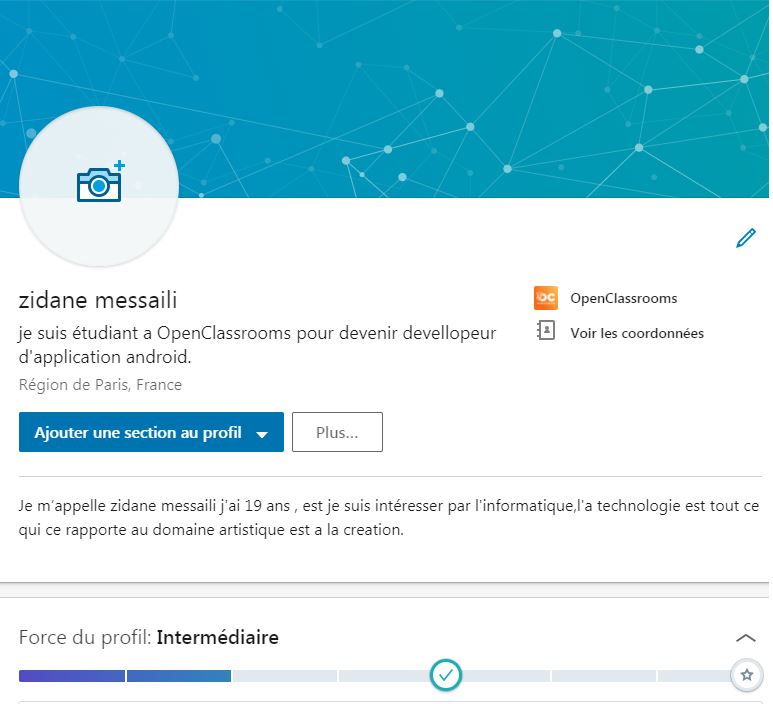 zidane messaili
je suis étudiant a OpenClassrooms pour devenir devellopeur
d'application android.
Région de Paris, France
Ajouter une section au profil
Plus...
oc OpenClassrooms
Voir les coordonnées
Je m'appelle zidane messaili j'ai 19 ans , est je suis intéresser par l'informatique,l'a technologie est tout ce
qui ce rapporte au domaine artistique est a la creation.
Force du profil: Intermédiaire